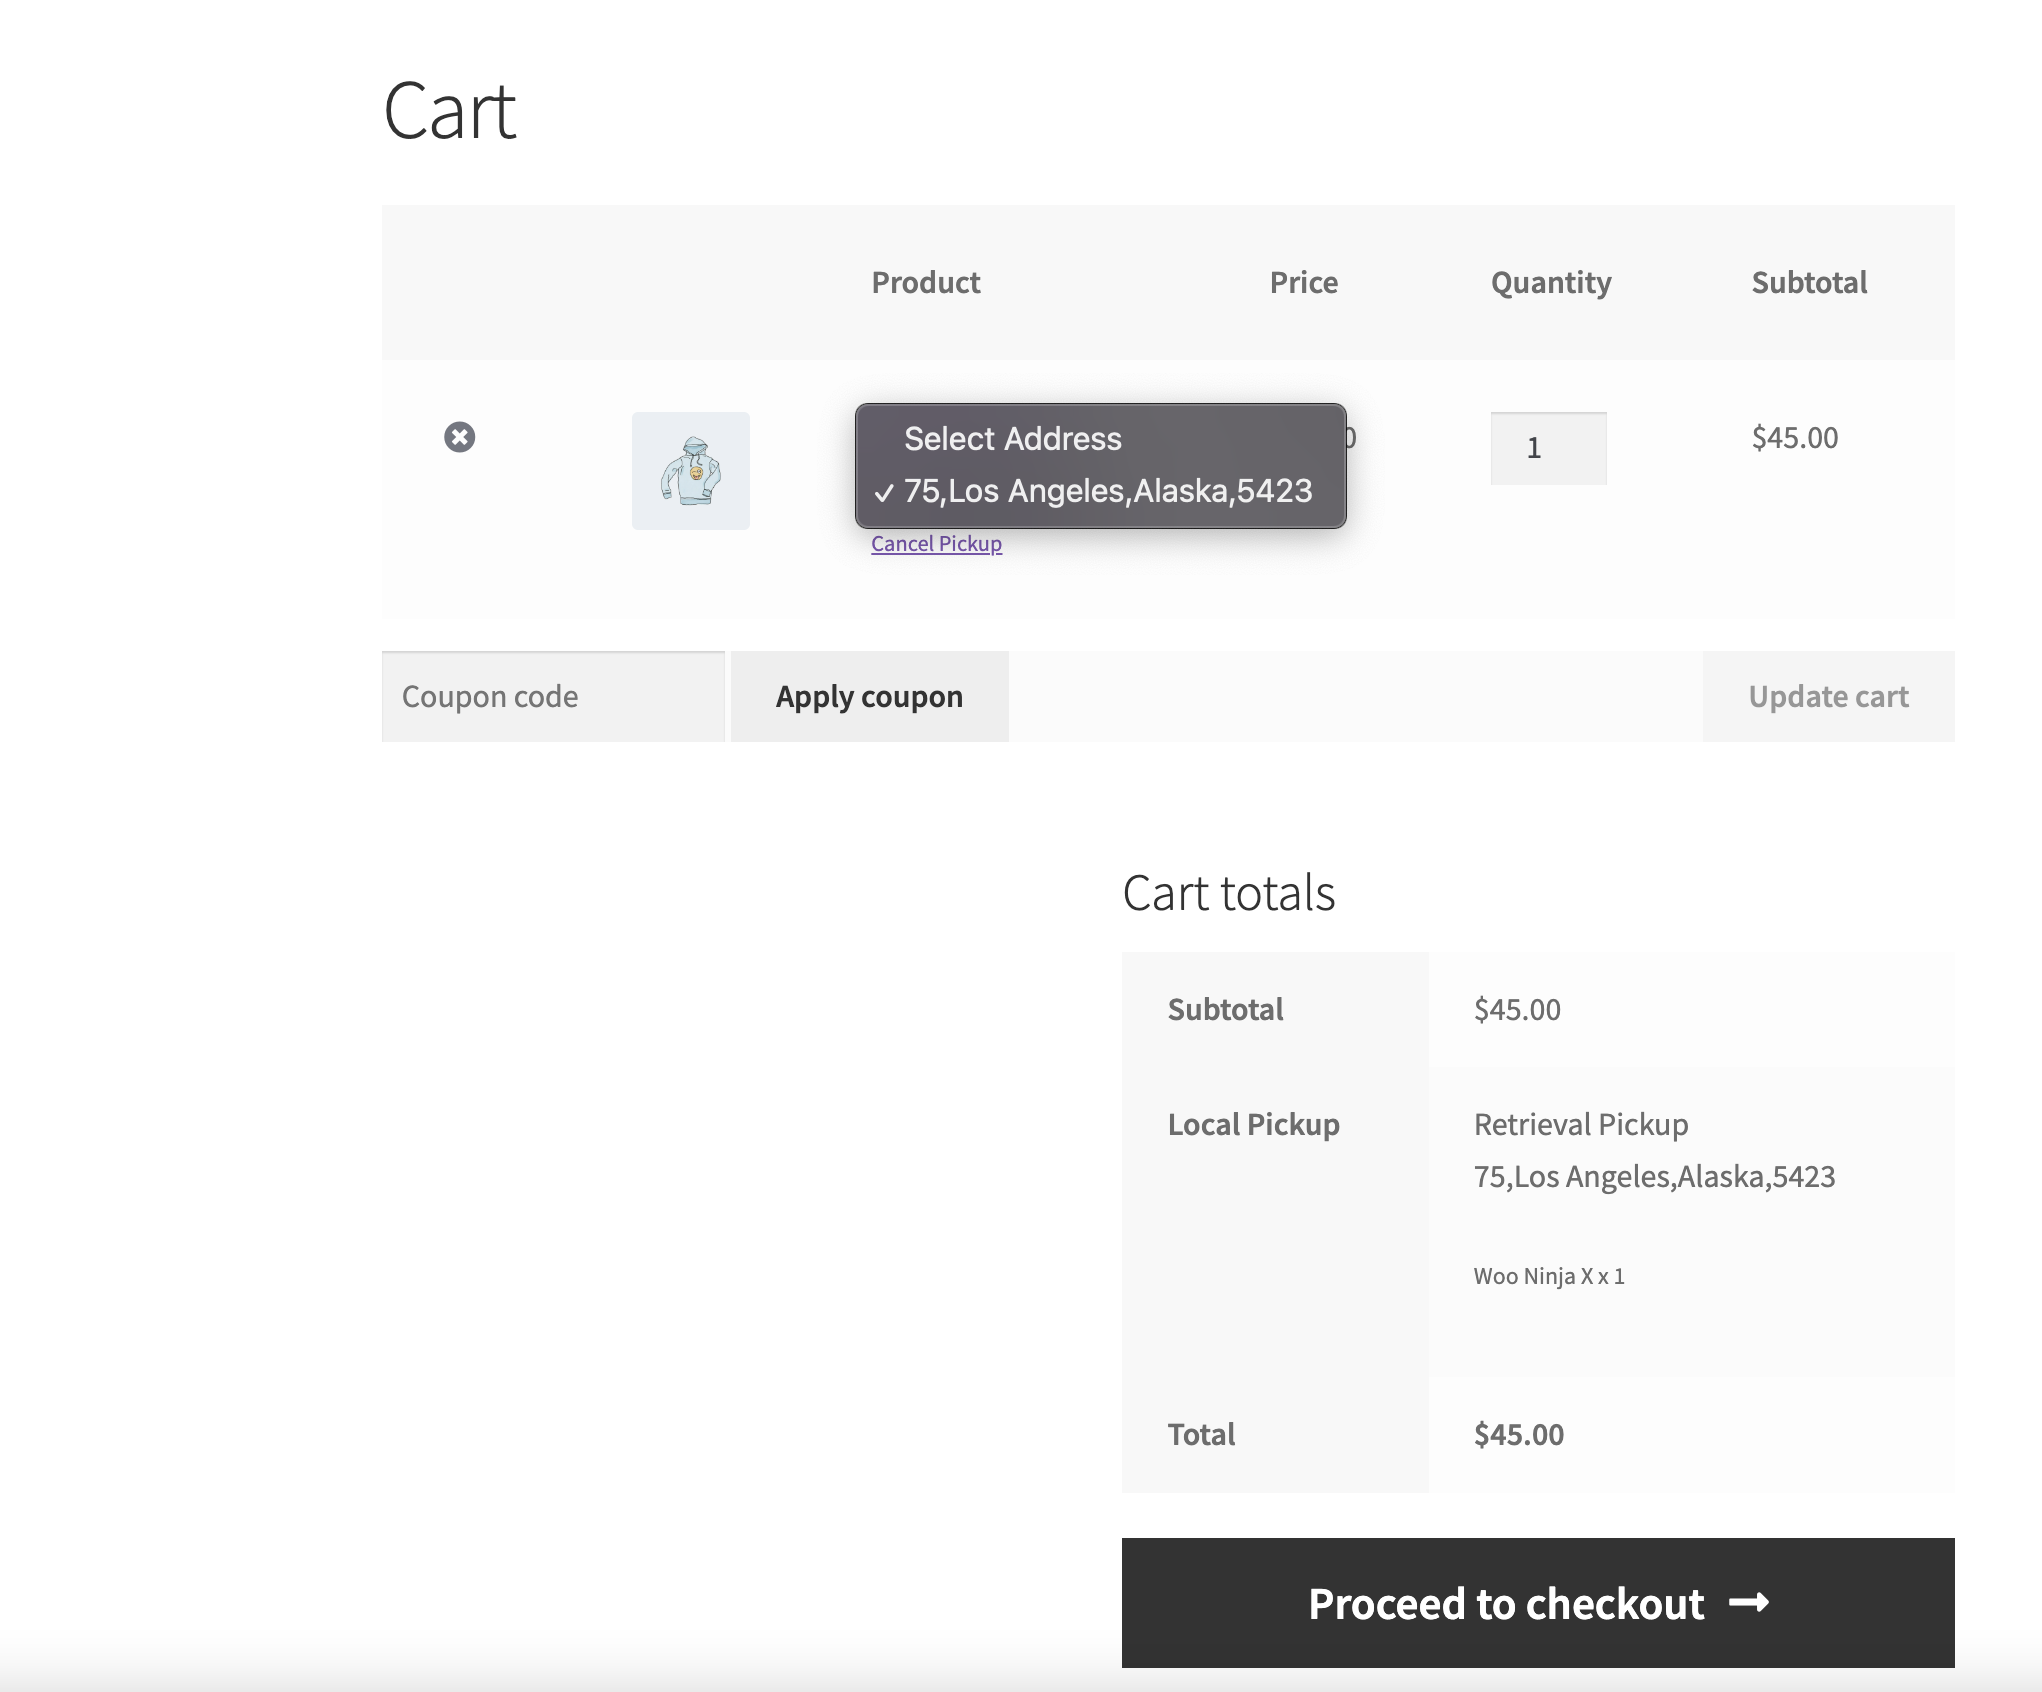 Cart
Product Price Quantity Subtotal
Select Address
1 $45.00
✓ 75,Los Angeles,Alaska,5423
Cancel Pickup
Coupon code Apply coupon Update cart
Cart totals
Subtotal $45.00
Local Pickup Retrieval Pickup
75,Los Angeles,Alaska,5423
Woo Ninja X x 1
Total $45.00
Proceed to checkout →